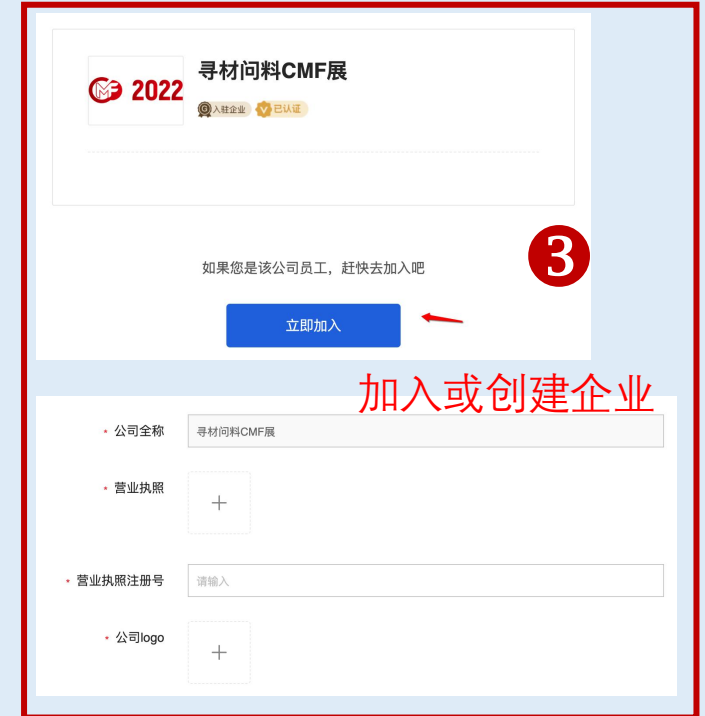 寻材问料CMF展
CMF 2022
入驻企业 已认证
如果您是该公司员工，赶快去加入吧
3
立即加入
加入或创建企业
* 公司全称 寻材问料CMF展
* 营业执照
+
* 营业执照注册号 请输入
* 公司logo
+